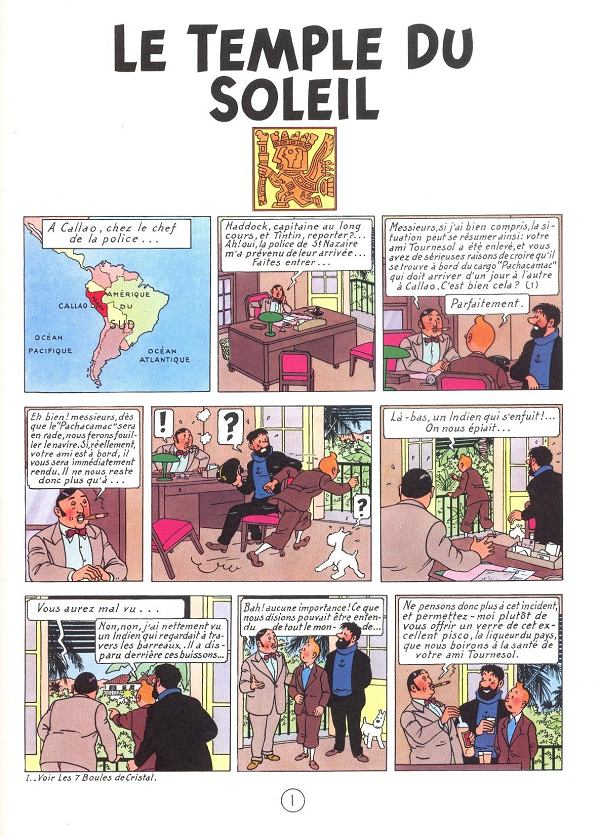 LE TEMPLE DU
SOLEIL
A Callao, chez le chef
de la police...
CALLAO
AMÉRIQUE
DU
SUD
OCÉAN
PACIFIQUE
OCÉAN
ATLANTIQUE
Haddock, capitaine au long
cours, et Tintin, reporter?...
Ah! oui, la police de St Nazaire
m'a prévenu de leur arrivée...
Faites entrer...
Messieurs, si j'ai bien compris, la si-
tuation peut se résumer ainsi: votre
ami Tournesol a été enlevé, et vous
avez de sérieuses raisons de croire qu'il
se trouve à bord du cargo "Pachacamac"
qui doit arriver d'un jour à l'autre
à Callao. C'est bien cela? (1)
Parfaitement.
Eh bien! messieurs, dès
que le "Pachacamac" sera
en rade, nous ferons fouil-
ler le navire. Si, réellement,
votre ami est à bord, il
vous sera immédiatement
rendu. Il ne nous reste
donc plus qu'à...
!
?
?
Là-bas, un Indien qui s'enfuit!...
On nous épiait...
Vous aurez mal vu...
Non, non, j'ai nettement vu
un Indien qui regardait à tra-
vers les barreaux. Il a dis-
paru derrière ces buissons...
Bah! aucune importance! Ce que
nous disions pouvait être enten-
du de tout le mon-de...
Ne pensons donc plus à cet incident,
et permettez-moi plutôt de
vous offrir un verre de cet ex-
cellent pisco, la liqueur du pays,
que nous boirons à la santé de
votre ami Tournesol.
1.. Voir Les 7 Boules de Cristal.
1